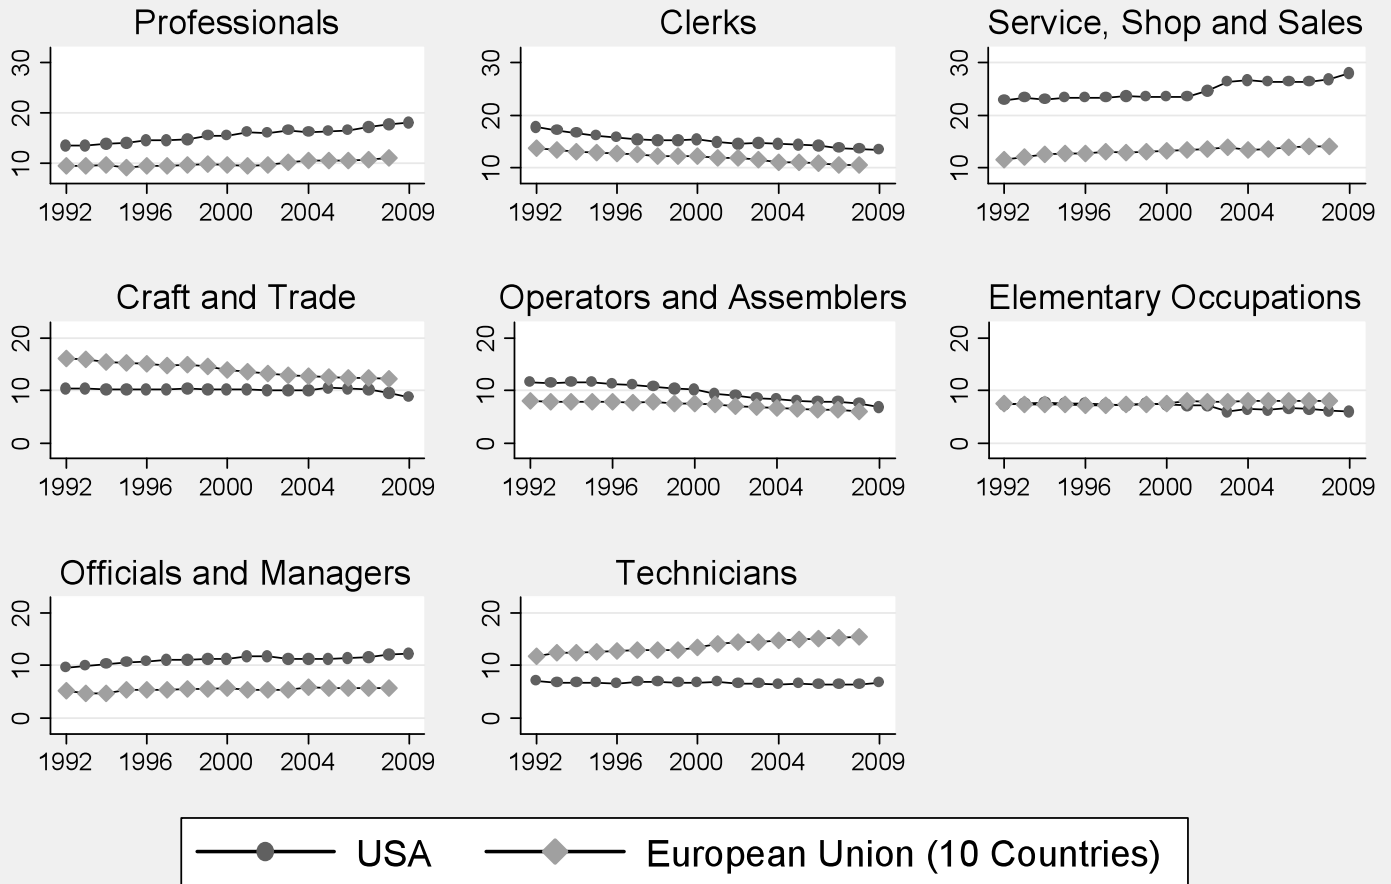 Professionals
Clerks
Service, Shop and Sales
30
20
10
1992 1996 2000 2004 2009
30
20
10
1992 1996 2000 2004 2009
30
20
10
1992 1996 2000 2004 2009
Craft and Trade
Operators and Assemblers
Elementary Occupations
20
10
0
1992 1996 2000 2004 2009
20
10
0
1992 1996 2000 2004 2009
20
10
0
1992 1996 2000 2004 2009
Officials and Managers
Technicians
20
10
0
1992 1996 2000 2004 2009
20
10
0
1992 1996 2000 2004 2009
USA European Union (10 Countries)